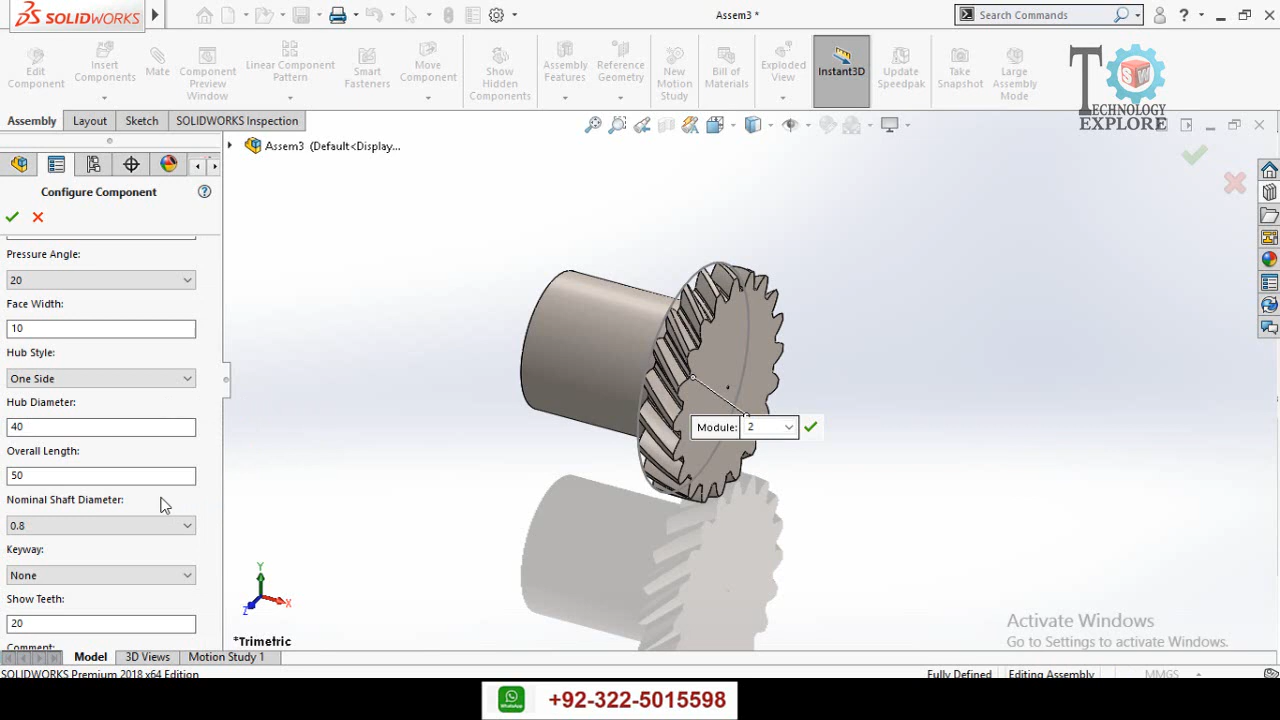 SOLIDWORKS
Assem3 *
Search Commands
?
Edit Component
Insert Components
Mate
Component Preview Window
Linear Component Pattern
Smart Fasteners
Move Component
Show Hidden Components
Assembly Features
Reference Geometry
New Motion Study
Bill of Materials
Exploded View
Instant3D
Update Speedpak
Take Snapshot
Large Assembly Mode
SW
TECHNOLOGY
EXPLORE
Assembly
Layout
Sketch
SOLIDWORKS Inspection
Assem3 (Default<Display...
Configure Component
?
Pressure Angle:
20
Face Width:
10
Hub Style:
One Side
Hub Diameter:
40
Overall Length:
50
Nominal Shaft Diameter:
0.8
Keyway:
None
Show Teeth:
20
Comment:
Module: 2
Y
X
Z
*Trimetric
Activate Windows
Go to Settings to activate Windows.
Model
3D Views
Motion Study 1
SOLIDWORKS Premium 2018 x64 Edition
Fully Defined
Editing Assembly
MMGS
WhatsApp
+92-322-5015598